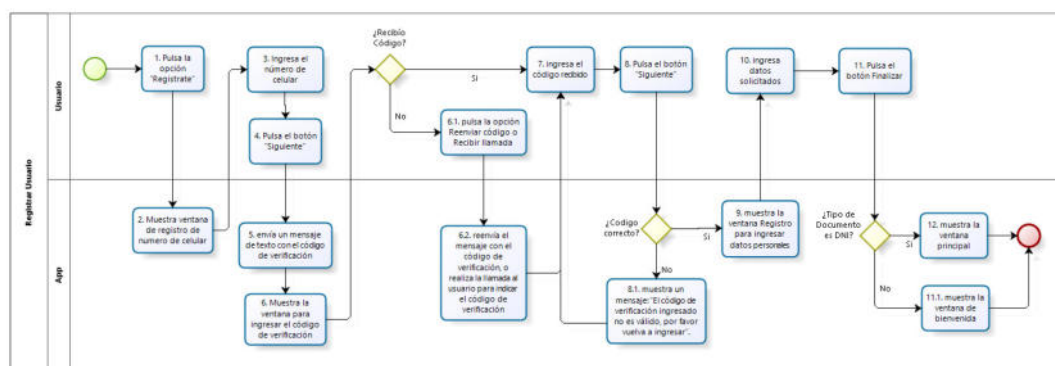 Registrar Usuario
Usuario
App
1. Pulsa la
opción
"Regístrate"
2. Muestra ventana
de registro de
numero de celular
3. Ingresa el
número de
celular
4. Pulsa el botón
"Siguiente"
5. envía un mensaje
de texto con el código
de verificación
6. Muestra la
ventana para
ingresar el código
de verificación
¿Recibío
Código?
Si
No
6.1. pulsa la opción
Reenviar código o
Recibir llamada
6.2. reenvía el
mensaje con el
código de
verificación, o
realiza la llamada al
usuario para indicar
el código de
verificación
7. ingresa el
código recibido
8. Pulsa el botón
"Siguiente"
¿Codigo
correcto?
Si
No
8.1. muestra un
mensaje: "El código de
verificación ingresado
no es válido, por favor
vuelva a ingresar".
9. muestra la
ventana Registro
para ingresar
datos personales
10. ingresa
datos
solicitados
11. Pulsa el
botón Finalizar
¿Tipo de
Documento
es DNI?
Si
No
12. muestra la
ventana
principal
11.1. muestra la
ventana de
bienvenida